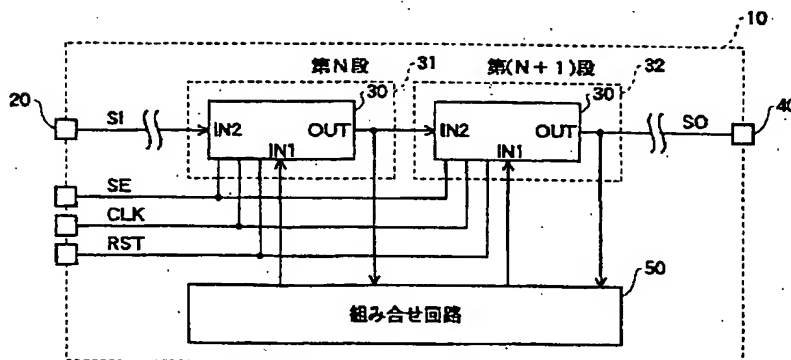 10
第N段
31
第(N+1)段
32
20
SI
30
IN2
OUT
IN1
30
IN2
OUT
IN1
SO
40
SE
CLK
RST
50
組み合せ回路